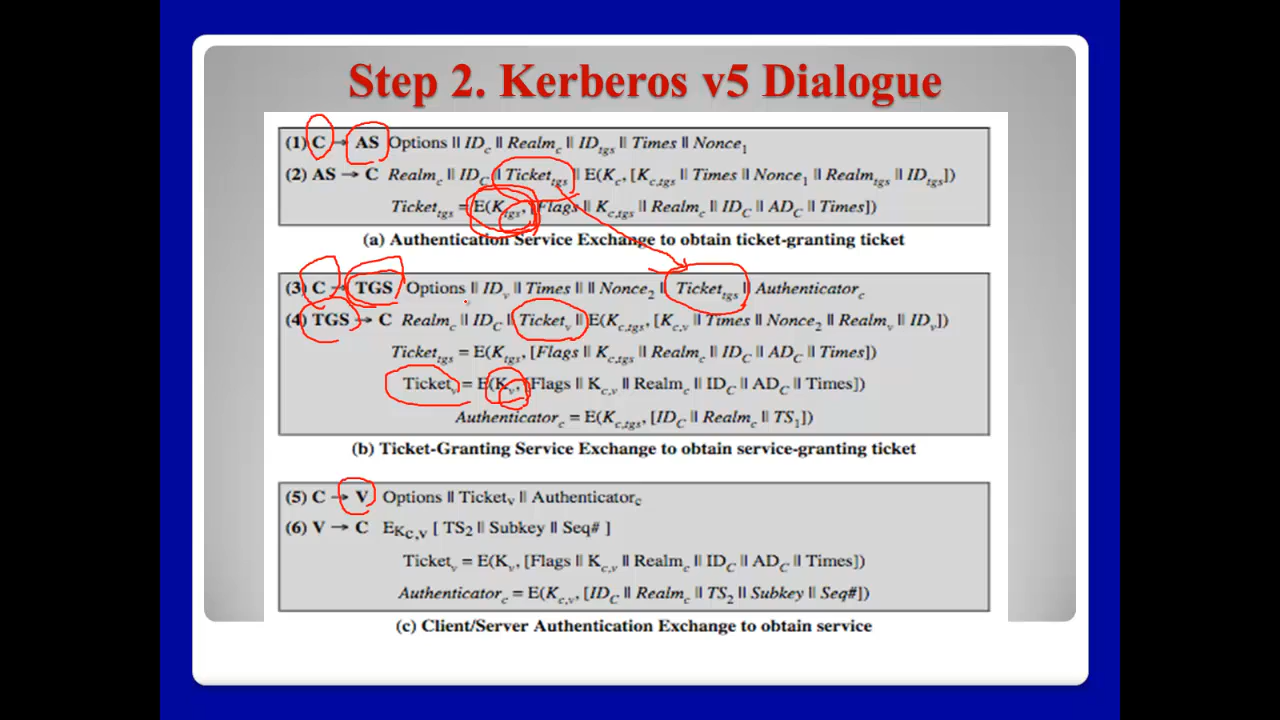 Step 2. Kerberos v5 Dialogue
(1) C → AS Options || ID_c || Realm_c || ID_tgs || Times || Nonce_1
(2) AS → C Realm_c || ID_C || Ticket_tgs || E(K_c, [K_c,tgs || Times || Nonce_1 || Realm_tgs || ID_tgs])
Ticket_tgs = E(K_tgs, [Flags || K_c,tgs || Realm_c || ID_C || AD_C || Times])
(a) Authentication Service Exchange to obtain ticket-granting ticket
(3) C → TGS Options || ID_v || Times || || Nonce_2 || Ticket_tgs || Authenticator_c
(4) TGS → C Realm_c || ID_C || Ticket_v || E(K_c,tgs, [K_c,v || Times || Nonce_2 || Realm_v || ID_v])
Ticket_tgs = E(K_tgs, [Flags || K_c,tgs || Realm_c || ID_C || AD_C || Times])
Ticket_v = E(K_v, [Flags || K_c,v || Realm_c || ID_C || AD_C || Times])
Authenticator_c = E(K_c,tgs, [ID_C || Realm_c || TS_1])
(b) Ticket-Granting Service Exchange to obtain service-granting ticket
(5) C → V Options || Ticket_v || Authenticator_c
(6) V → C E_K_C,V [ TS_2 || Subkey || Seq# ]
Ticket_v = E(K_v, [Flags || K_c,v || Realm_c || ID_C || AD_C || Times])
Authenticator_c = E(K_c,v, [ID_C || Realm_c || TS_2 || Subkey || Seq#])
(c) Client/Server Authentication Exchange to obtain service